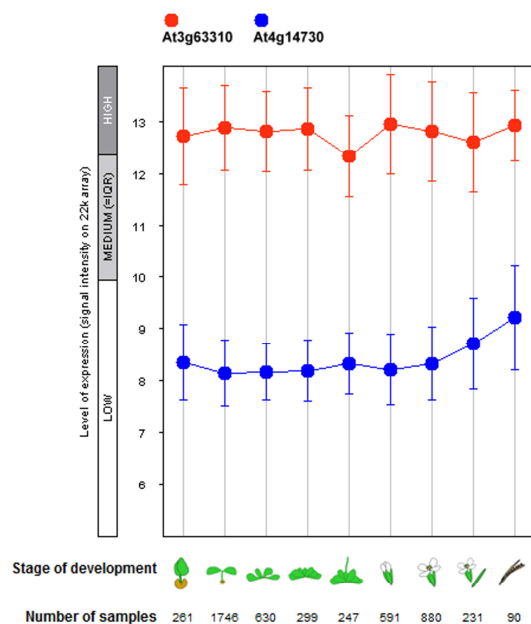 At3g63310 At4g14730
Level of expression (signal intensity on 22k array)
HIGH
MEDIUM (=IQR)
LOW
13
12
11
10
9
8
7
6
Stage of development
Number of samples 261 1746 630 299 247 591 880 231 90